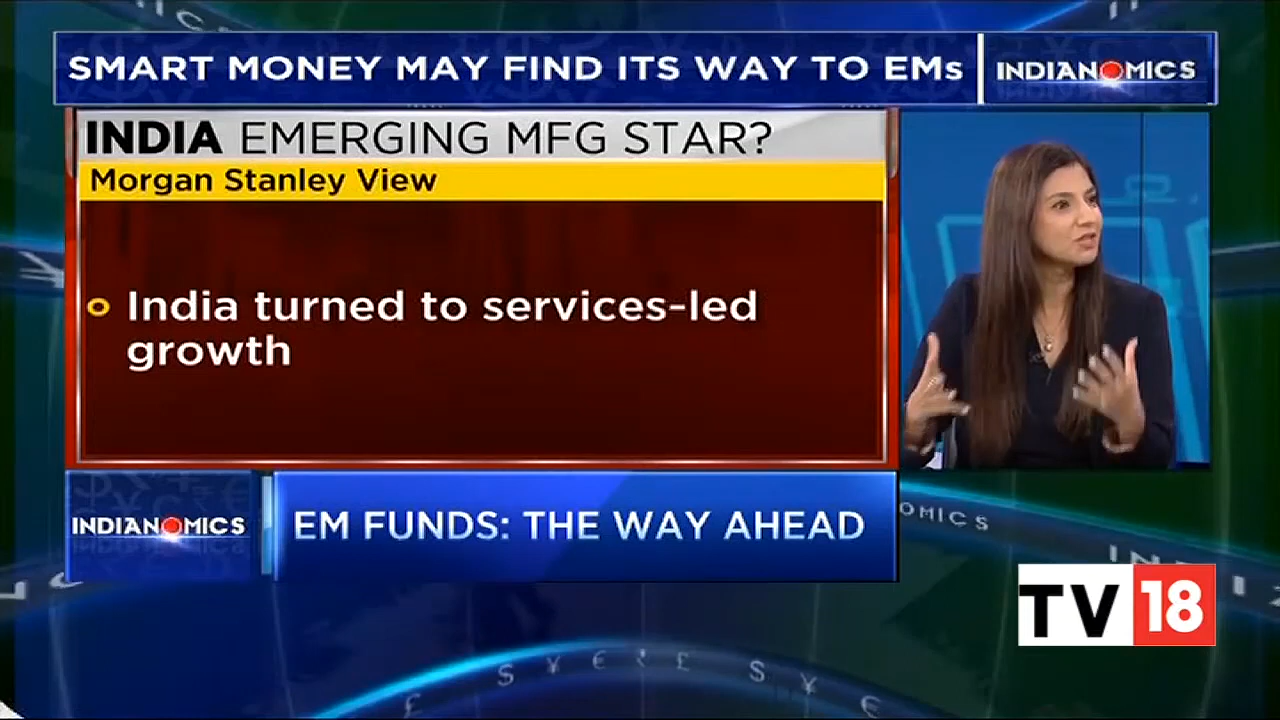 SMART MONEY MAY FIND ITS WAY TO EMs
INDIANOMICS
INDIA EMERGING MFG STAR?
Morgan Stanley View
India turned to services-led
growth
INDIANOMICS
EM FUNDS: THE WAY AHEAD
OMICS
TV18
$ ¥ € ₹ £ $ ¥ €
£